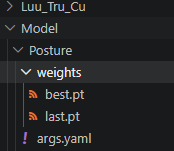 Luu_Tru_Cu
Model
Posture
weights
best.pt
last.pt
! args.yaml